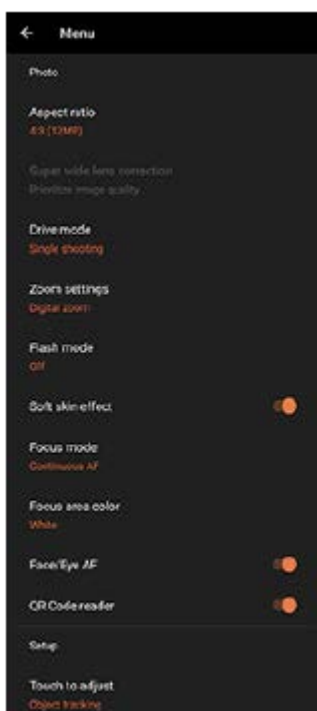 Menu
Photo
Aspect ratio
4:3 (12MP)
Super wide lens correction
Prioritize image quality
Drive mode
Single shooting
Zoom settings
Digital zoom
Flash mode
Off
Soft skin effect
Focus mode
Continuous AF
Focus area color
White
Face/Eye AF
QR Code reader
Setup
Touch to adjust
Object tracking